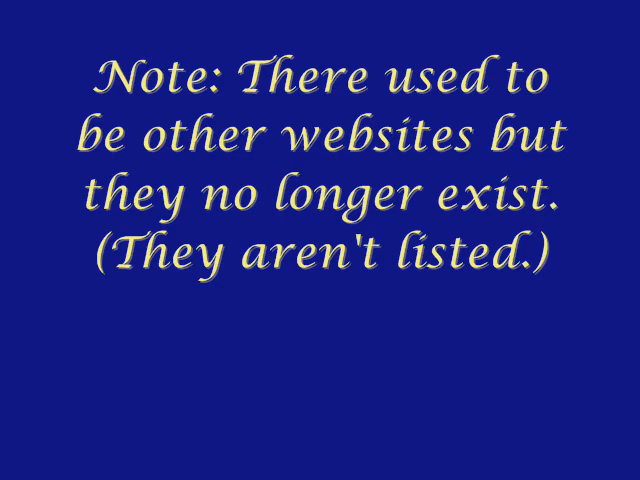 Note: There used to
be other websites but
they no longer exist.
(They aren't listed.)